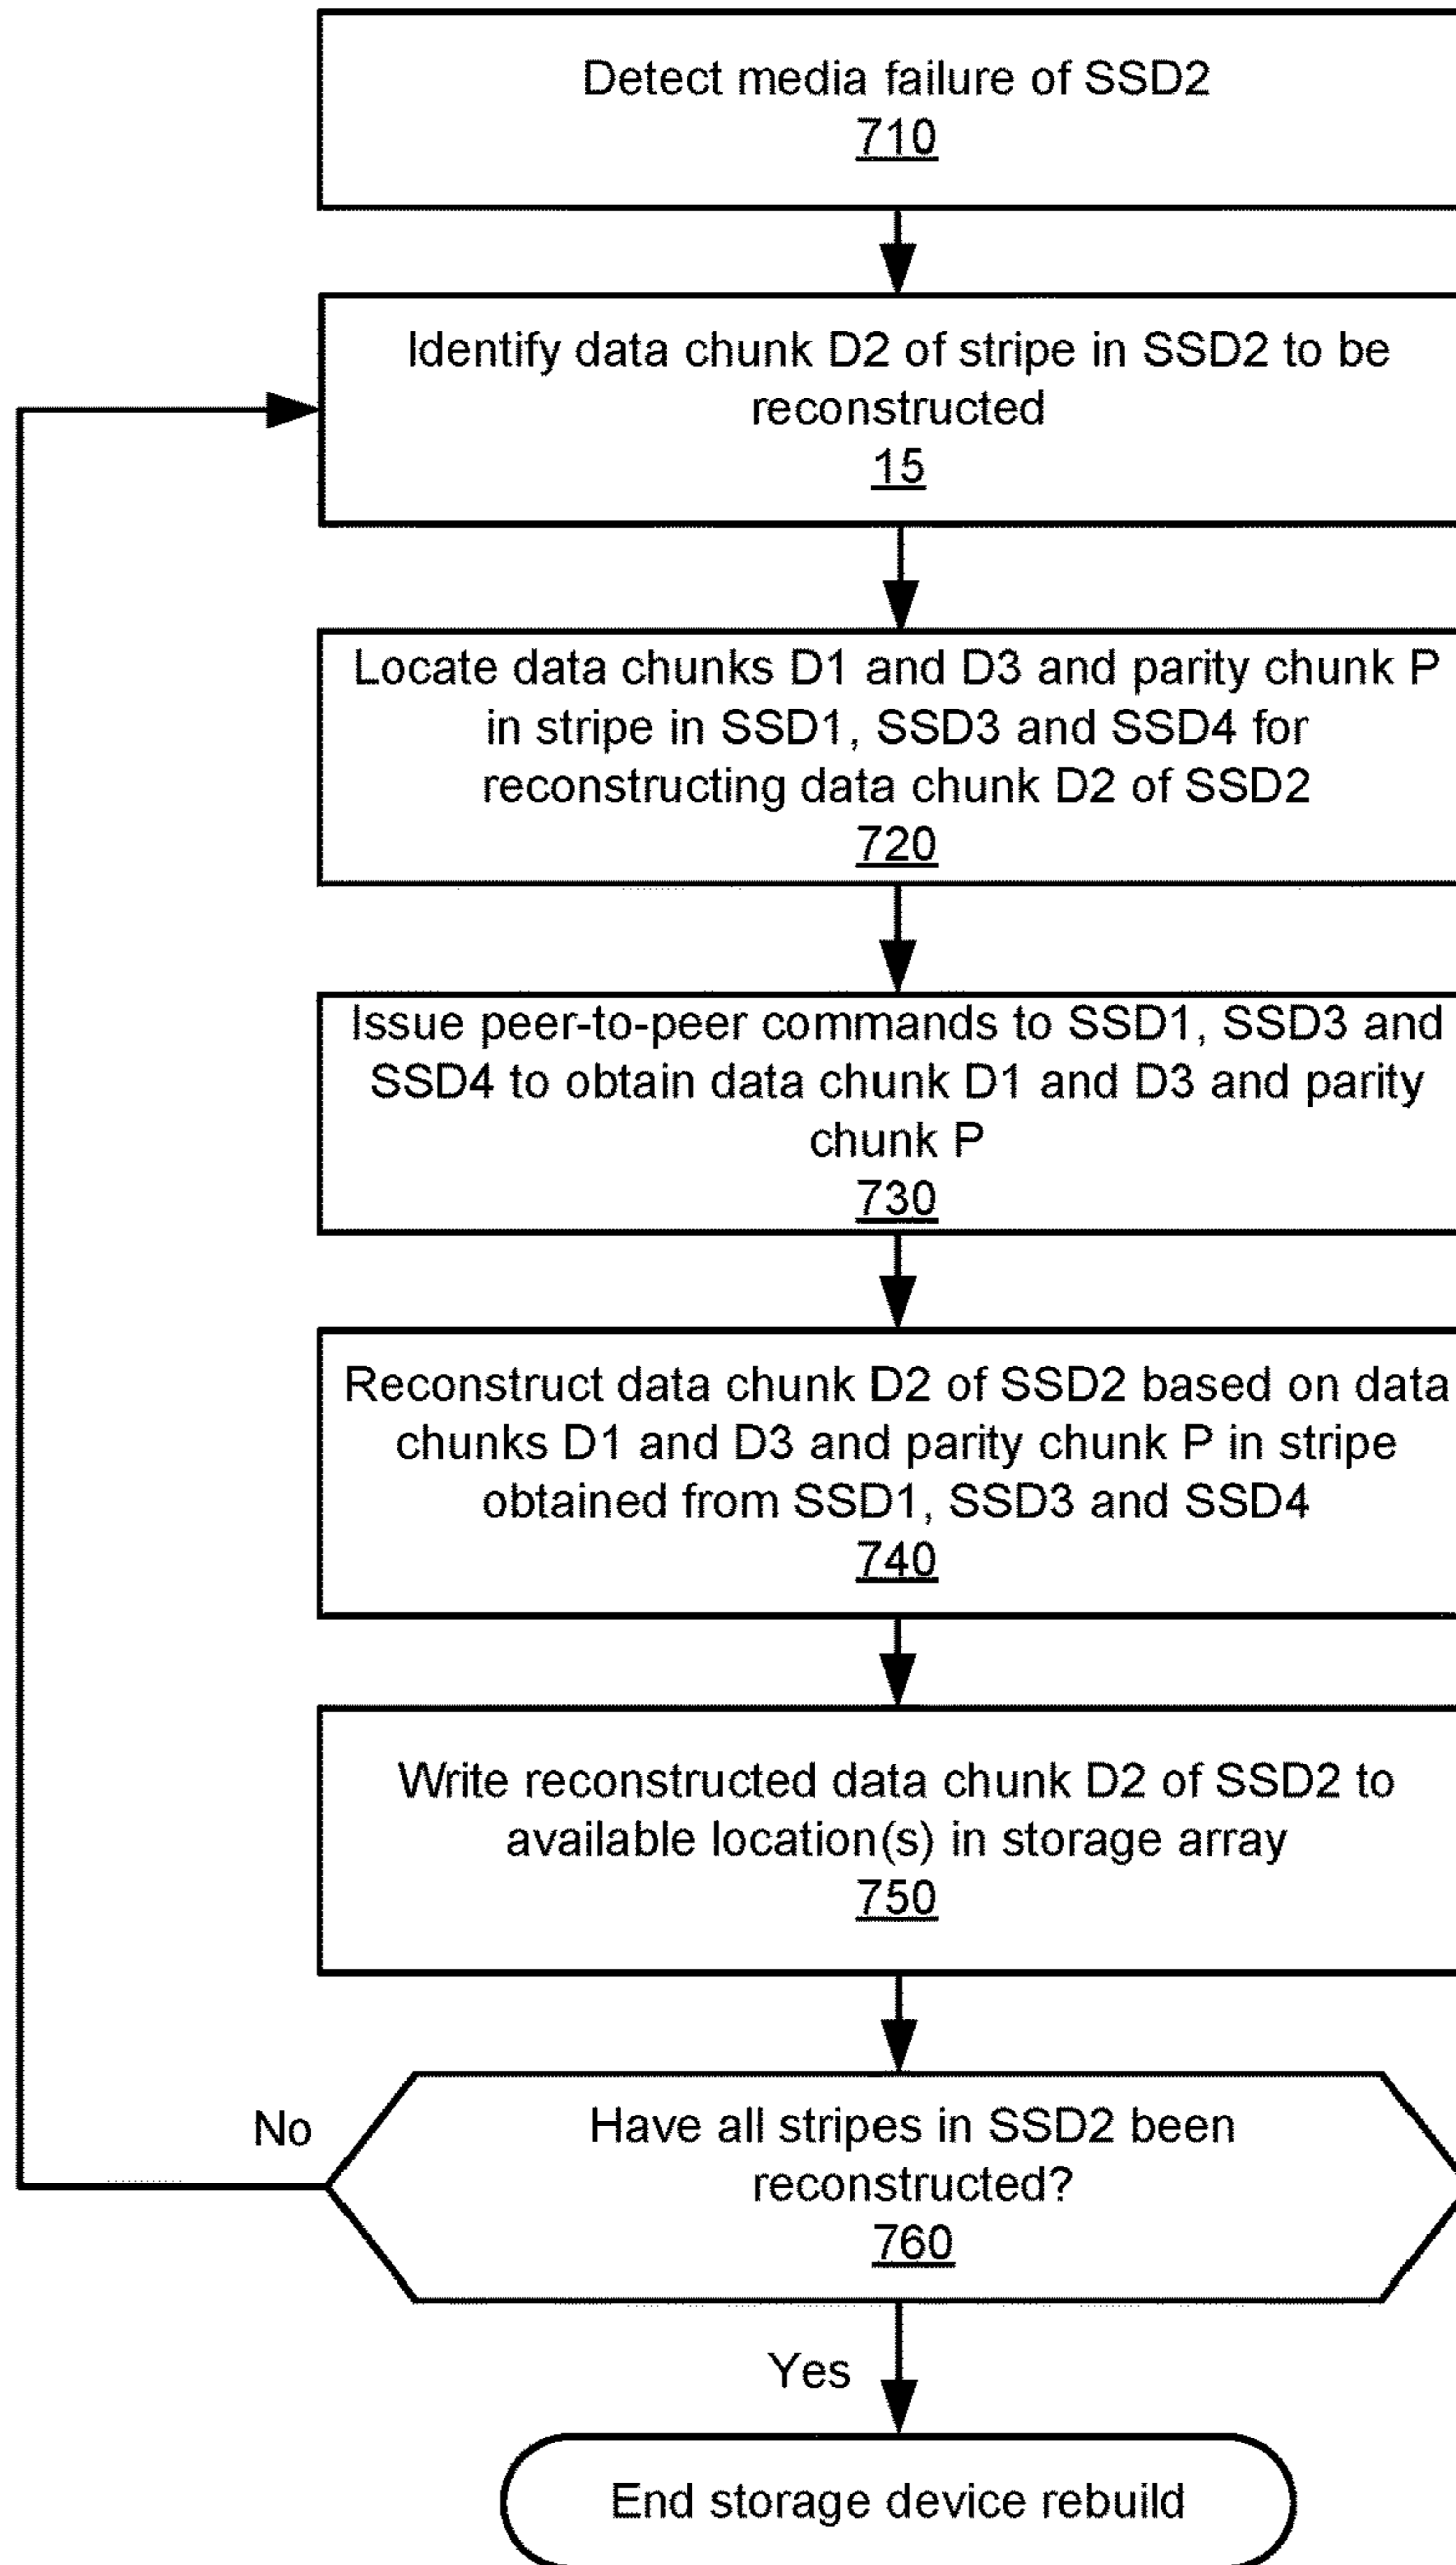 Detect media failure of SSD2
710
Identify data chunk D2 of stripe in SSD2 to be
reconstructed
15
Locate data chunks D1 and D3 and parity chunk P
in stripe in SSD1, SSD3 and SSD4 for
reconstructing data chunk D2 of SSD2
720
Issue peer-to-peer commands to SSD1, SSD3 and
SSD4 to obtain data chunk D1 and D3 and parity
chunk P
730
Reconstruct data chunk D2 of SSD2 based on data
chunks D1 and D3 and parity chunk P in stripe
obtained from SSD1, SSD3 and SSD4
740
Write reconstructed data chunk D2 of SSD2 to
available location(s) in storage array
750
No
Have all stripes in SSD2 been
reconstructed?
760
Yes
End storage device rebuild